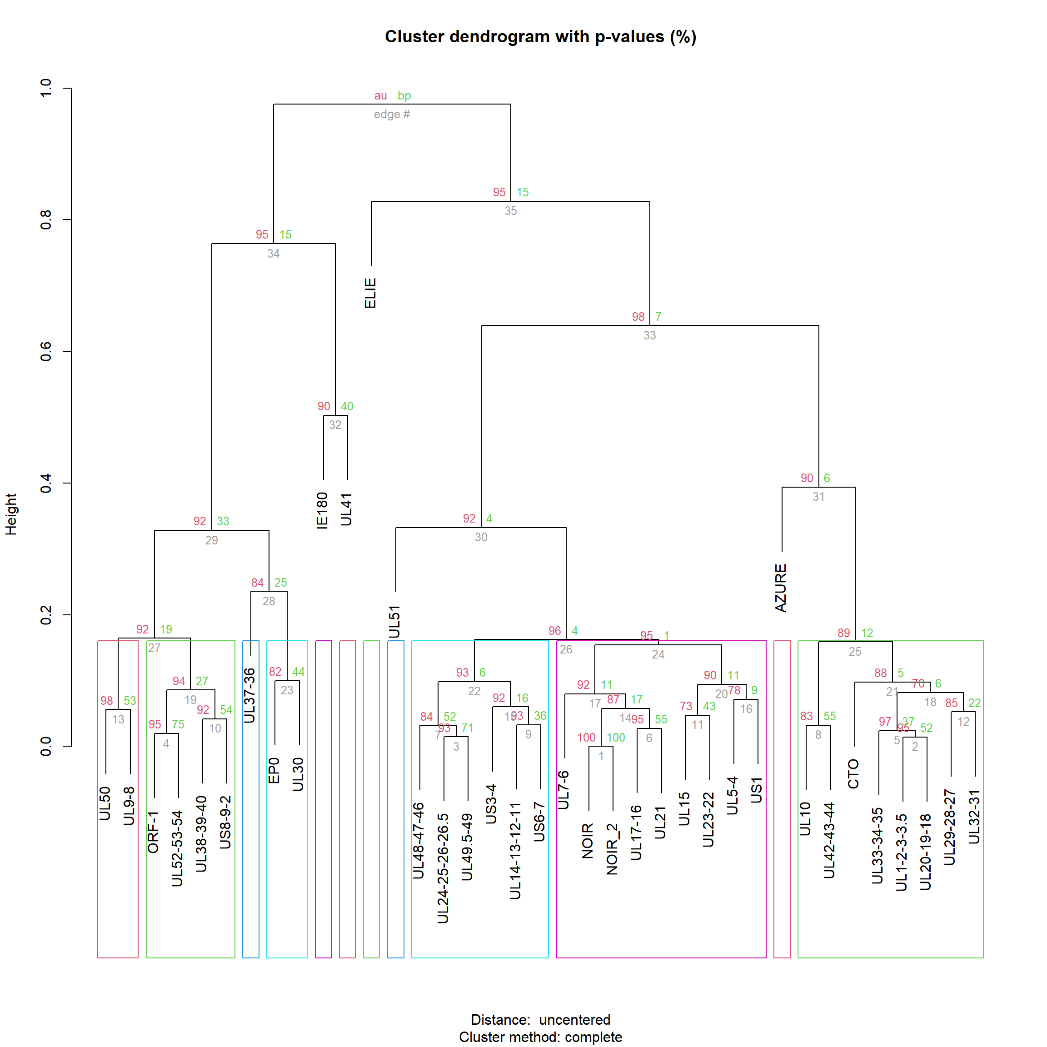 Cluster dendrogram with p-values (%)
au bp
edge #
1.0
0.8
0.6
0.4
0.2
0.0
Height
95 15
35
95 15
34
ELIE
98 7
33
90 40
32
IE180
UL41
90 6
31
AZURE
92 4
30
UL51
92 33
29
84 25
28
UL37-36
92 19
27
96 4
26
95 1
24
89 12
25
82 44
23
EP0
UL30
93 6
22
88 5
21
90 11
20
94 27
19
70 6
18
92 11
17
78 9
16
92 16
15
87 17
14
98 53
13
85 22
12
73 43
11
92 54
10
93 36
9
83 55
8
84 52
7
95 55
6
97 37
5
95 75
4
93 71
3
95 52
2
100 100
1
UL50
UL9-8
ORF-1
UL52-53-54
UL38-39-40
US8-9-2
UL48-47-46
UL24-25-26-26.5
UL49.5-49
US3-4
UL14-13-12-11
US6-7
UL7-6
NOIR
NOIR_2
UL17-16
UL21
UL15
UL23-22
UL5-4
US1
UL10
UL42-43-44
CTO
UL33-34-35
UL1-2-3-3.5
UL20-19-18
UL29-28-27
UL32-31
Distance: uncentered
Cluster method: complete